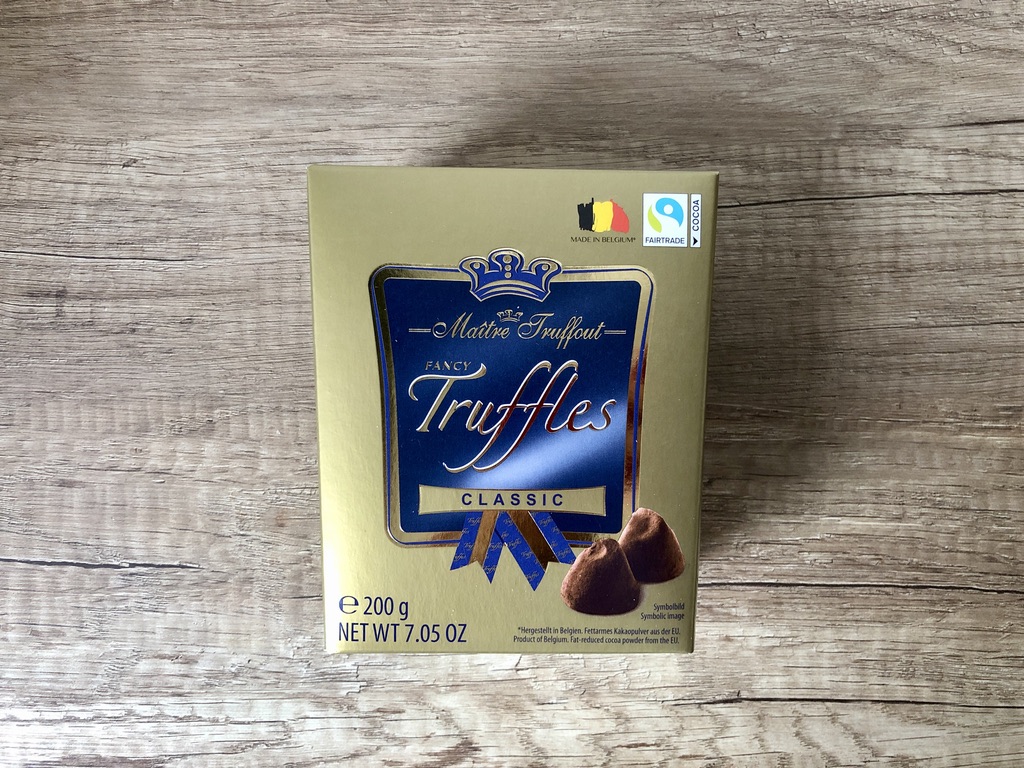 MADE IN BELGIUM*
FAIRTRADE
COCOA
Maître Truffout
FANCY
Truffles
CLASSIC
Symbolbild
Symbolic image
℮ 200 g
NET WT 7.05 OZ
*Hergestellt in Belgien. Fettarmes Kakaopulver aus der EU.
Product of Belgium. Fat-reduced cocoa powder from the EU.